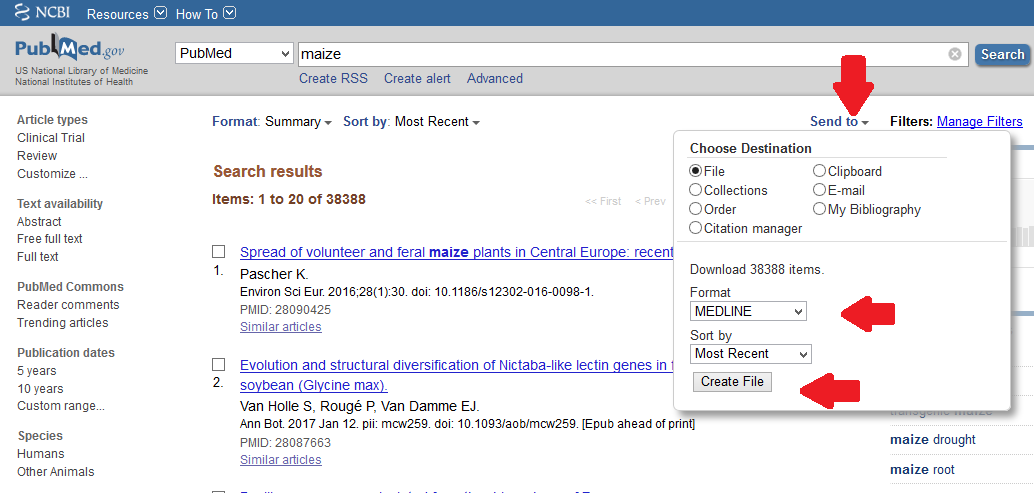 NCBI Resources How To
PubMed.gov
US National Library of Medicine
National Institutes of Health
PubMed
maize
Search
Create RSS Create alert Advanced
Article types
Clinical Trial
Review
Customize ...
Text availability
Abstract
Free full text
Full text
PubMed Commons
Reader comments
Trending articles
Publication dates
5 years
10 years
Custom range...
Species
Humans
Other Animals
Format: Summary Sort by: Most Recent
Send to
Filters: Manage Filters
Search results
Items: 1 to 20 of 38388
<< First < Prev
Spread of volunteer and feral maize plants in Central Europe: recent
1.
Pascher K.
Environ Sci Eur. 2016;28(1):30. doi: 10.1186/s12302-016-0098-1.
PMID: 28090425
Similar articles
Evolution and structural diversification of Nictaba-like lectin genes in
2.
soybean (Glycine max).
Van Holle S, Rougé P, Van Damme EJ.
Ann Bot. 2017 Jan 12. pii: mcw259. doi: 10.1093/aob/mcw259. [Epub ahead of print]
PMID: 28087663
Similar articles
Choose Destination
File Clipboard
Collections E-mail
Order My Bibliography
Citation manager
Download 38388 items.
Format
MEDLINE
Sort by
Most Recent
Create File
transgenic maize
maize drought
maize root